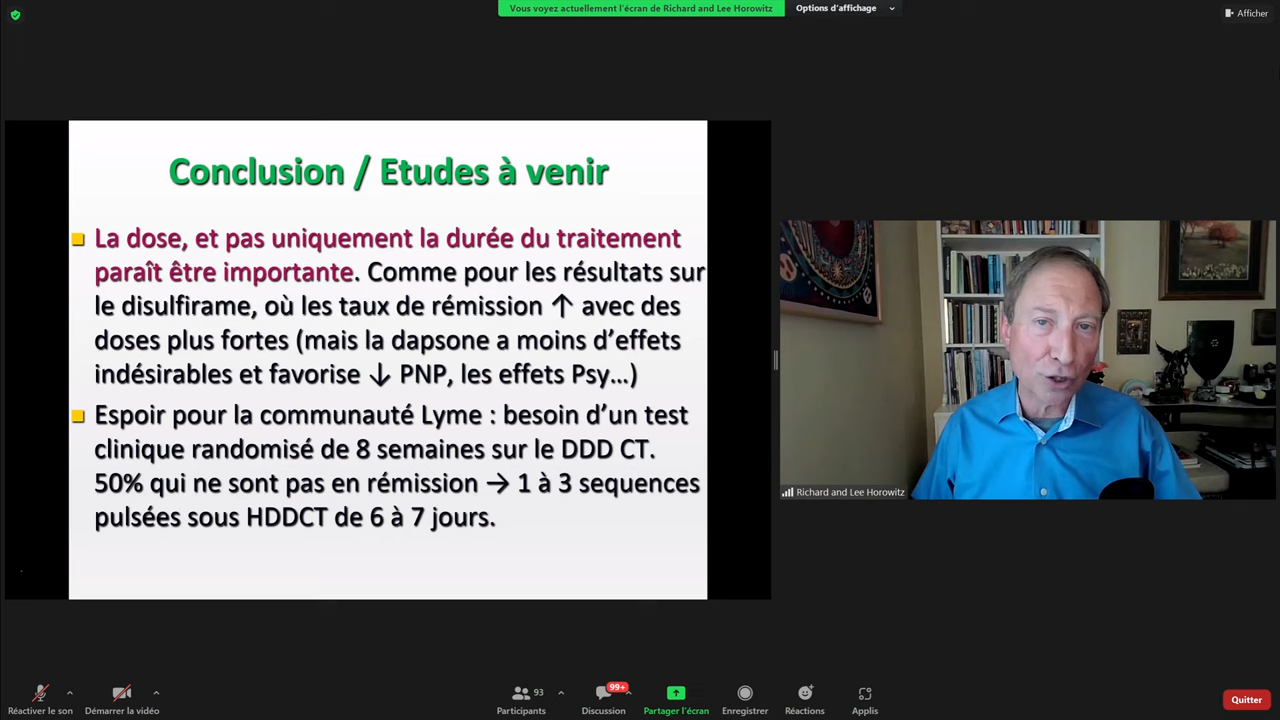 Vous voyez actuellement l'écran de Richard and Lee Horowitz
Options d'affichage
Afficher
Conclusion / Etudes à venir
La dose, et pas uniquement la durée du traitement
paraît être importante. Comme pour les résultats sur
le disulfirame, où les taux de rémission ↑ avec des
doses plus fortes (mais la dapsone a moins d'effets
indésirables et favorise ↓ PNP, les effets Psy...)
Espoir pour la communauté Lyme : besoin d'un test
clinique randomisé de 8 semaines sur le DDD CT.
50% qui ne sont pas en rémission → 1 à 3 sequences
pulsées sous HDDCT de 6 à 7 jours.
Richard and Lee Horowitz
93
99+
Réactiver le son
Démarrer la vidéo
Participants
Discussion
Partager l'écran
Enregistrer
Réactions
Applis
Quitter